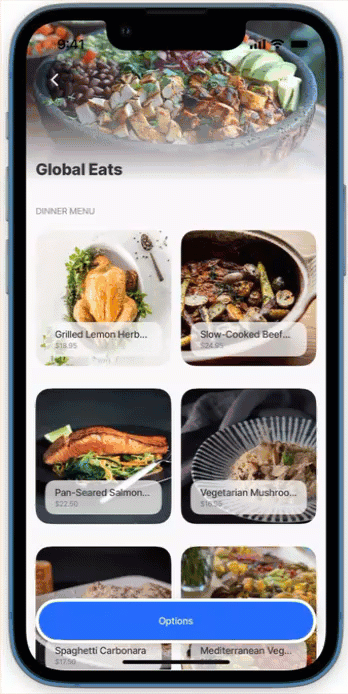 9:41
Global Eats
DINNER MENU
Grilled Lemon Herb...
$18.95
Slow-Cooked Beef...
$24.95
Pan-Seared Salmon...
$22.50
Vegetarian Mushroo...
$16.95
Options
Spaghetti Carbonara
$17.50
Mediterranean Veg...